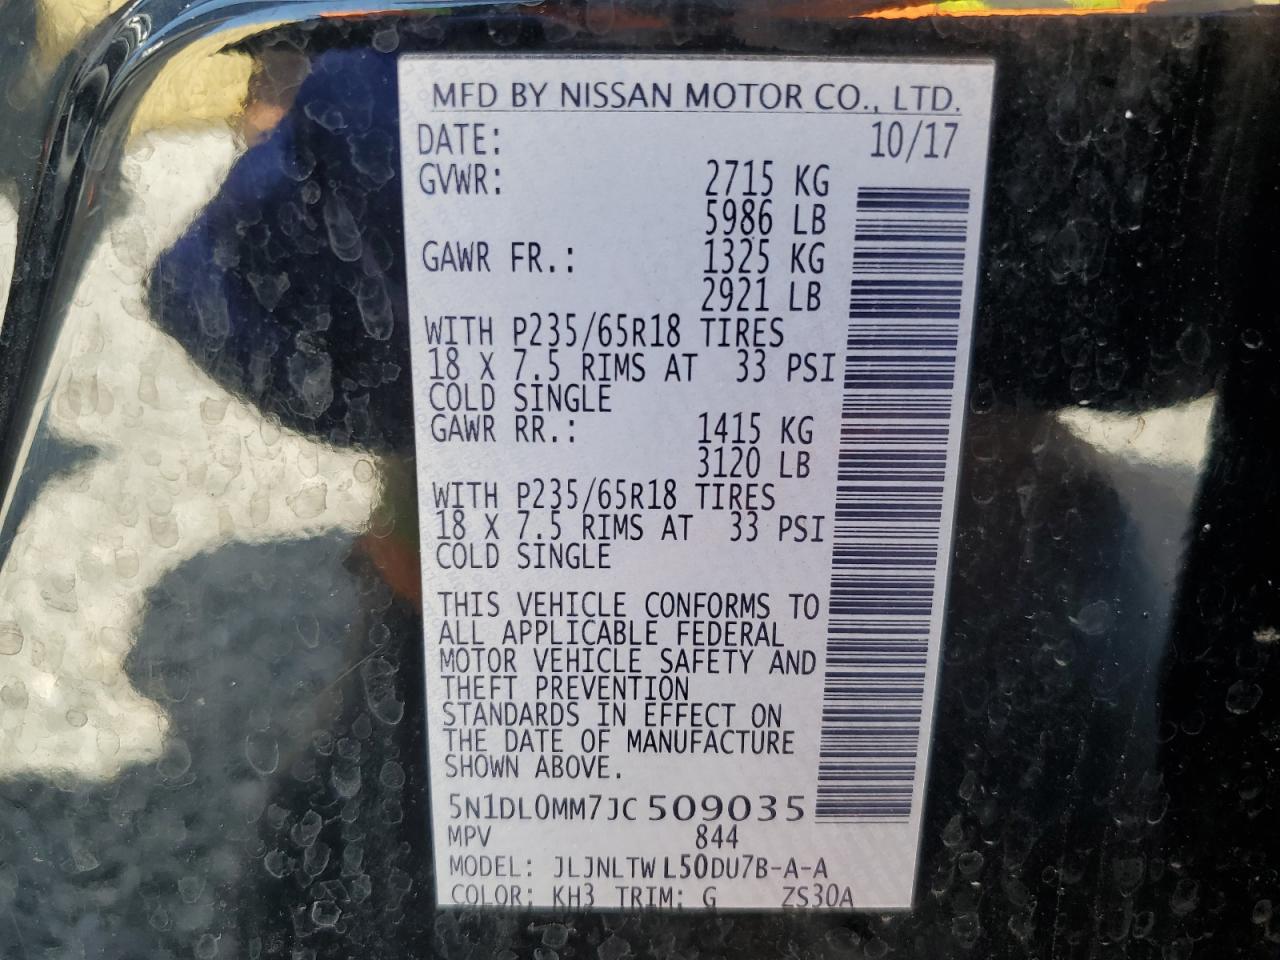 MFD BY NISSAN MOTOR CO., LTD.
DATE: 10/17
GVWR: 2715 KG
5986 LB
GAWR FR.: 1325 KG
2921 LB
WITH P235/65R18 TIRES
18 X 7.5 RIMS AT 33 PSI
COLD SINGLE
GAWR RR.: 1415 KG
3120 LB
WITH P235/65R18 TIRES
18 X 7.5 RIMS AT 33 PSI
COLD SINGLE
THIS VEHICLE CONFORMS TO
ALL APPLICABLE FEDERAL
MOTOR VEHICLE SAFETY AND
THEFT PREVENTION
STANDARDS IN EFFECT ON
THE DATE OF MANUFACTURE
SHOWN ABOVE.
5N1DL0MM7JC509035
MPV 844
MODEL: JLJNLTWL50DU7B-A-A
COLOR: KH3 TRIM: G ZS30A